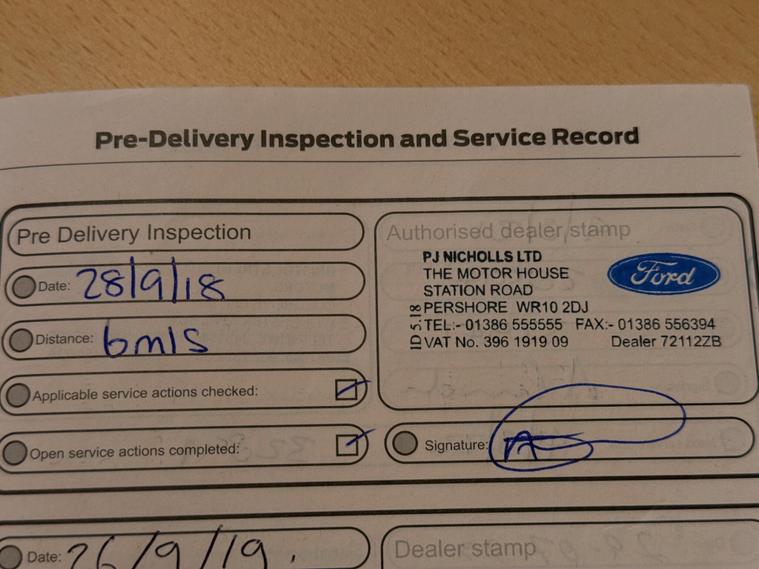 Pre-Delivery Inspection and Service Record
Pre Delivery Inspection
Date: 28/9/18
Distance: 6mls
Applicable service actions checked:
Open service actions completed:
Authorised dealer stamp
PJ NICHOLLS LTD
THE MOTOR HOUSE
STATION ROAD
PERSHORE WR10 2DJ
TEL:- 01386 555555 FAX:- 01386 556394
VAT No. 396 1919 09 Dealer 72112ZB
ID 5.18
Ford
Signature:
Date: 26/9/19.
Dealer stamp